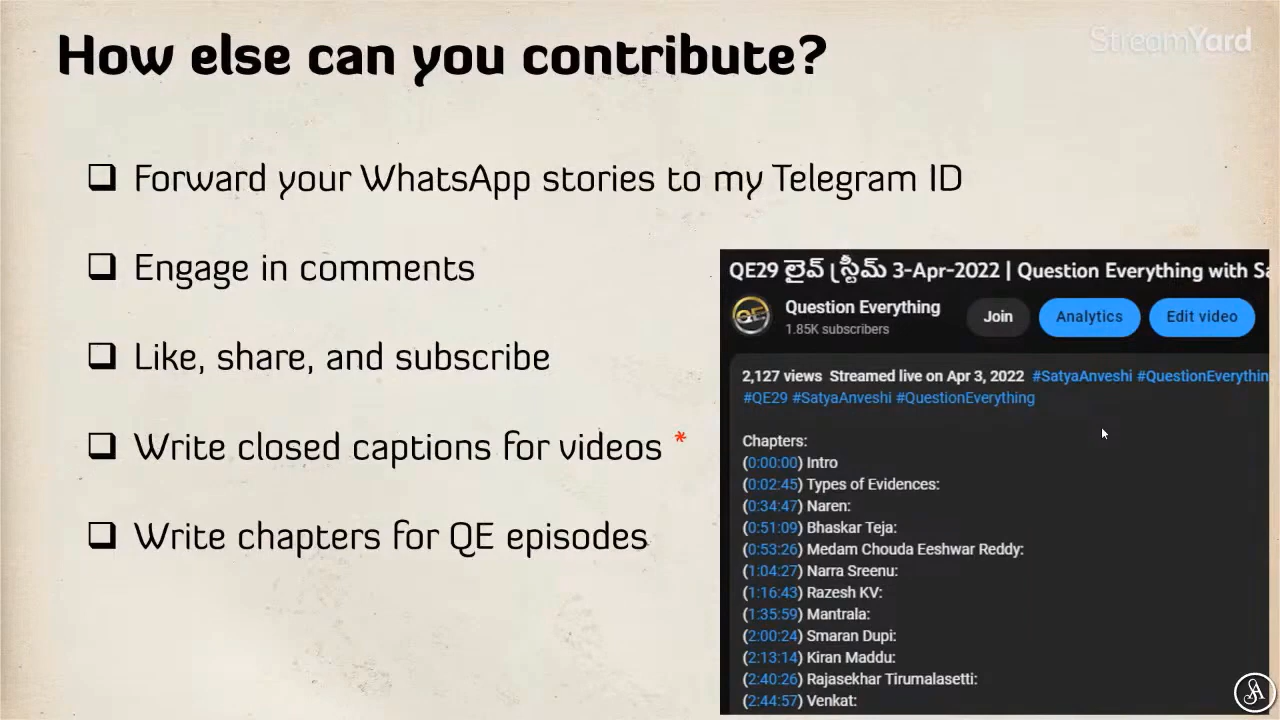 How else can you contribute?
StreamYard
Forward your WhatsApp stories to my Telegram ID
Engage in comments
Like, share, and subscribe
Write closed captions for videos *
Write chapters for QE episodes
QE29 లైవ్ స్ట్రీమ్ 3-Apr-2022 | Question Everything with Sa
Question Everything
1.85K subscribers
Join
Analytics
Edit video
2,127 views Streamed live on Apr 3, 2022 #SatyaAnveshi #QuestionEverythin
#QE29 #SatyaAnveshi #QuestionEverything
Chapters:
(0:00:00) Intro
(0:02:45) Types of Evidences:
(0:34:47) Naren:
(0:51:09) Bhaskar Teja:
(0:53:26) Medam Chouda Eeshwar Reddy:
(1:04:27) Narra Sreenu:
(1:16:43) Razesh KV:
(1:35:59) Mantrala:
(2:00:24) Smaran Dupi:
(2:13:14) Kiran Maddu:
(2:40:26) Rajasekhar Tirumalasetti:
(2:44:57) Venkat: